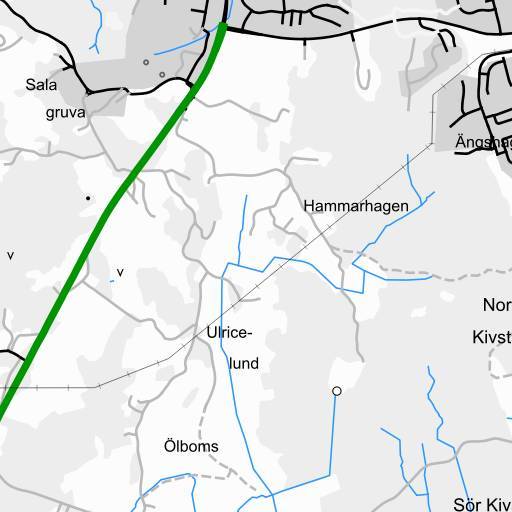 Sala
gruva
Ängshag
Hammarhagen
Nor
Kivst
Ulrice-
lund
Ölboms
Sör Kiv